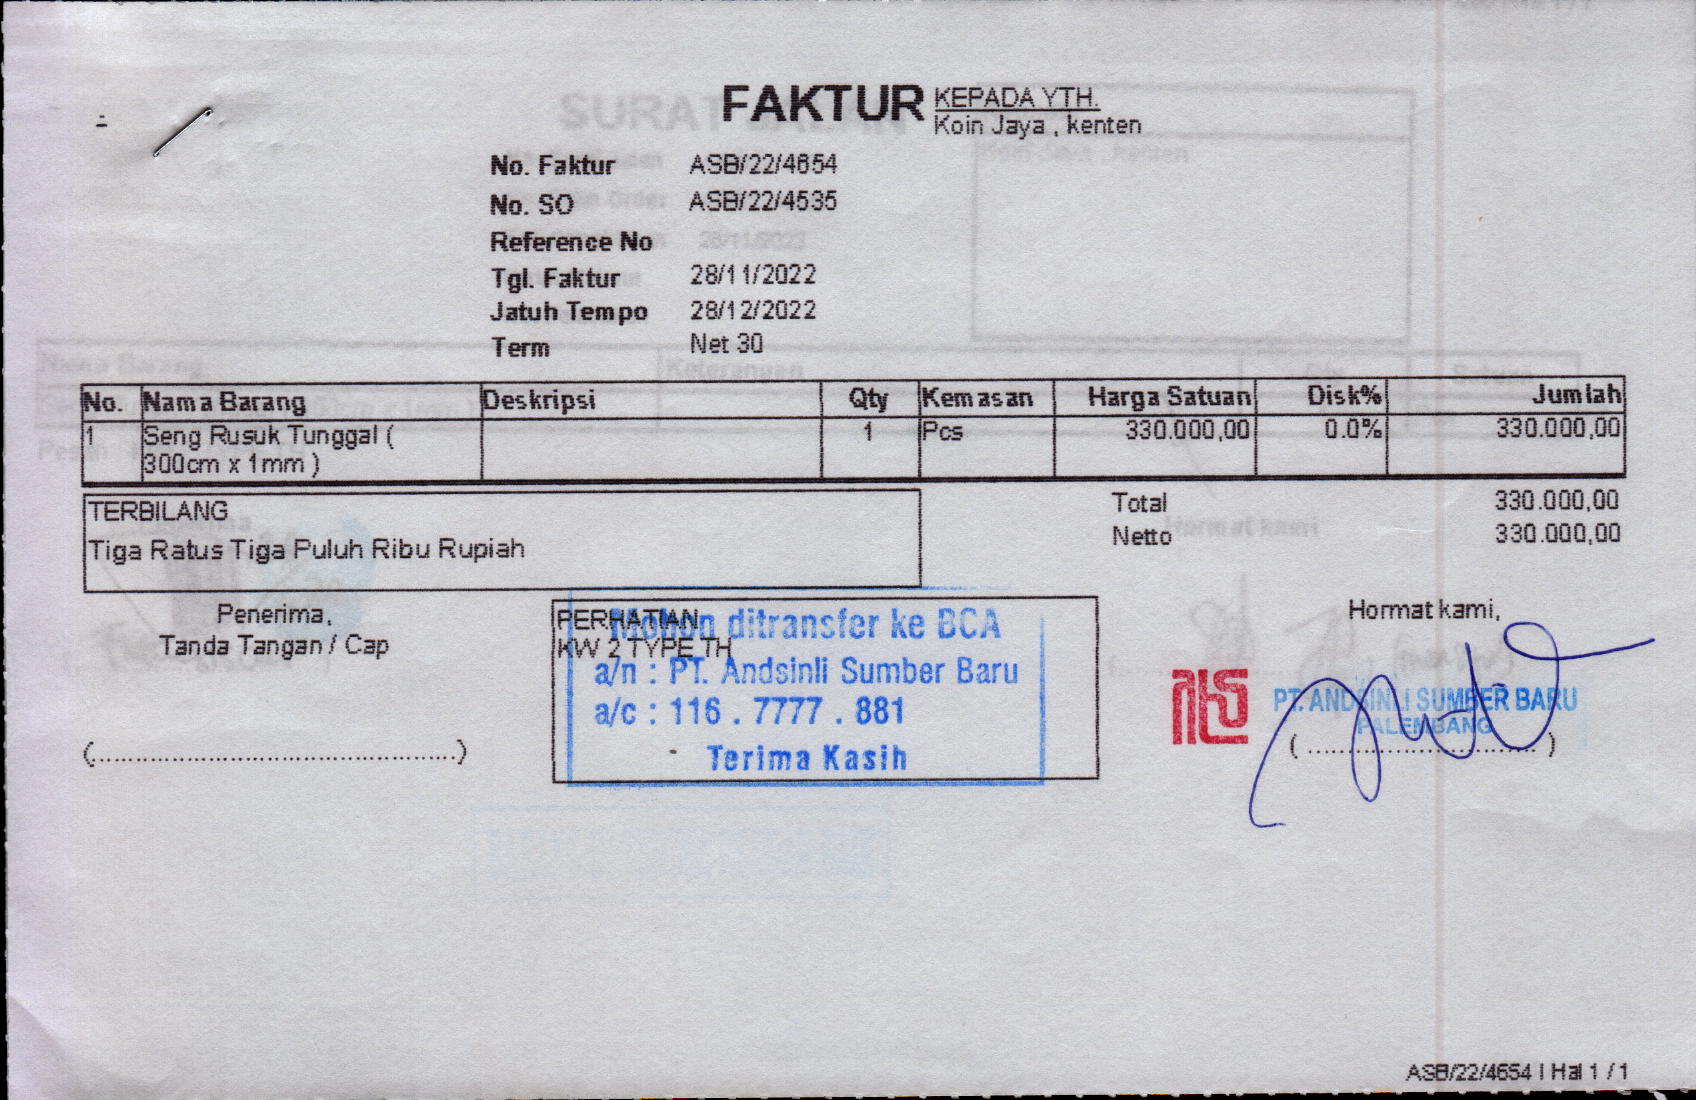 FAKTUR
KEPADA YTH.
Koin Jaya , kenten
No. Faktur ASB/22/4654
No. SO ASB/22/4535
Reference No
Tgl. Faktur 28/11/2022
Jatuh Tempo 28/12/2022
Term Net 30
No. Nama Barang Deskripsi Qty Kemasan Harga Satuan Disk% Jumlah
1 Seng Rusuk Tunggal ( 1 Pcs 330.000,00 0.0% 330.000,00
300cm x 1mm )
TERBILANG
Tiga Ratus Tiga Puluh Ribu Rupiah
Total 330.000,00
Netto 330.000,00
Penerima,
Tanda Tangan / Cap
(..............................................)
PERHATIAN
KW 2 TYPE TH
Mohon ditransfer ke BCA
a/n : PT. Andsinli Sumber Baru
a/c : 116 . 7777 . 881
Terima Kasih
Hormat kami,
PT. ANDSINLI SUMBER BARU
PALEMBANG
( .............................. )
ASB/22/4654 | Hal 1 / 1